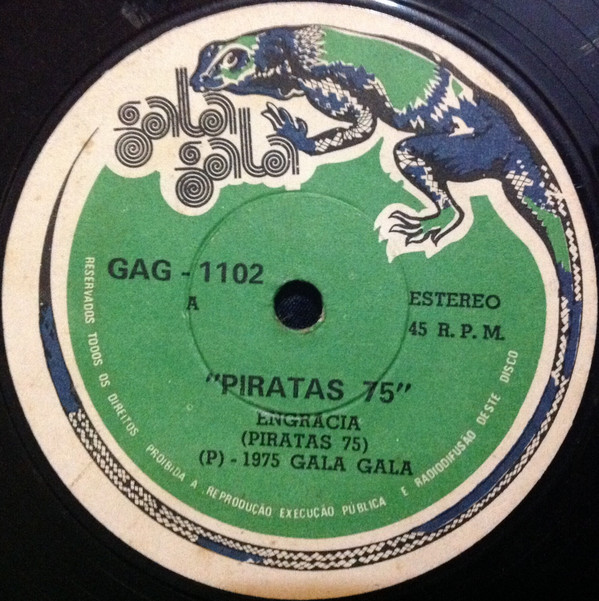 gala
gala
GAG - 1102
A
ESTEREO
45 R. P. M.
"PIRATAS 75"
ENGRACIA
(PIRATAS 75)
(P) - 1975 GALA GALA
RESERVADOS TODOS OS DIREITOS PROIBIDA A REPRODUÇÃO EXECUÇÃO PÚBLICA E RADIODIFUSÃO DESTE DISCO